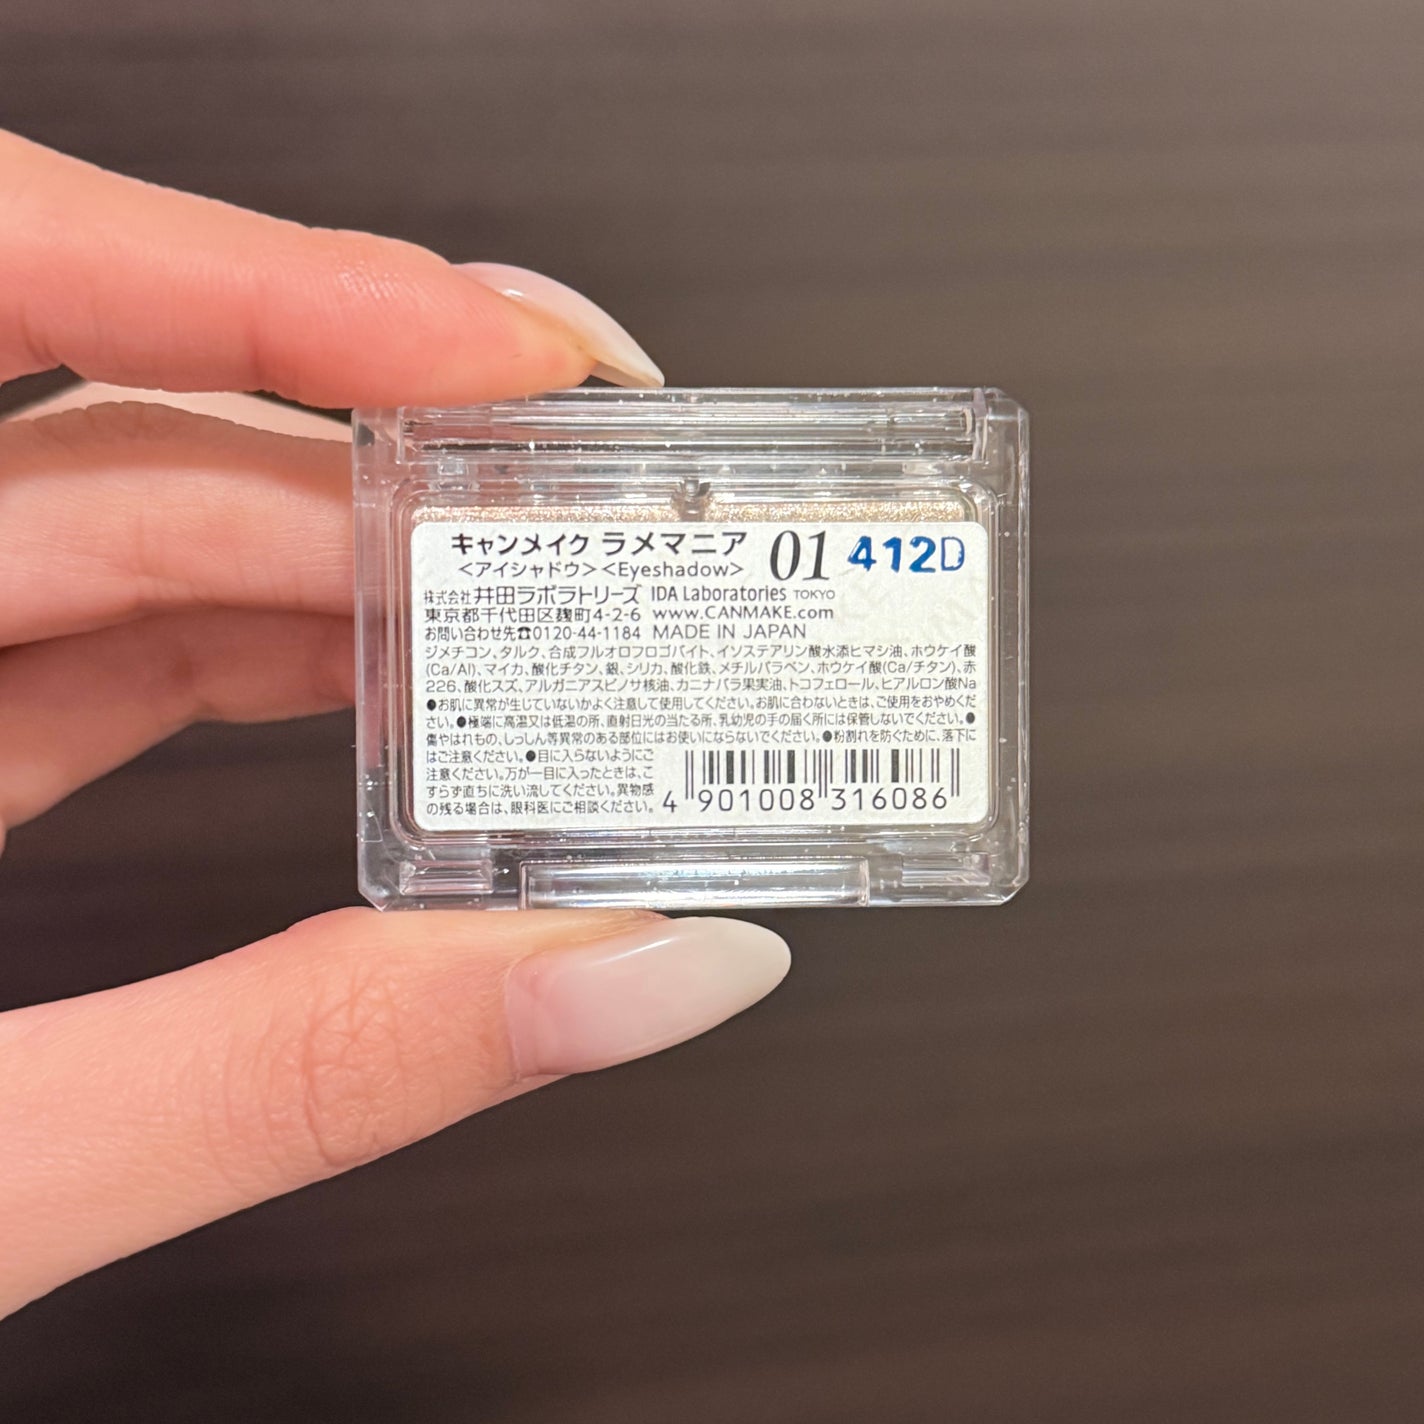 キャンメイク ラメマニア 01 412D
<アイシャドウ><Eyeshadow>
株式会社 井田ラボラトリーズ IDA Laboratories TOKYO
東京都千代田区麹町4-2-6 www.CANMAKE.com
お問い合わせ先☎0120-44-1184 MADE IN JAPAN
ジメチコン、タルク、合成フルオロフロゴパイト、イソステアリン酸水添ヒマシ油、ホウケイ酸
(Ca/Al)、マイカ、酸化チタン、銀、シリカ、酸化鉄、メチルパラベン、ホウケイ酸(Ca/チタン)、赤
226、酸化スズ、アルガニアスピノサ核油、カニナバラ果実油、トコフェロール、ヒアルロン酸Na
●お肌に異常が生じていないかよく注意して使用してください。お肌に合わないときは、ご使用をおやめくだ
さい。●極端に高温又は低温の所、直射日光の当たる所、乳幼児の手の届く所には保管しないでください。●
傷やはれもの、しっしん等異常のある部位にはお使いにならないでください。●粉割れを防ぐために、落下に
はご注意ください。●目に入らないようにご
注意ください。万が一目に入ったときは、こ
すらず直ちに洗い流してください。異物感
の残る場合は、眼科医にご相談ください。
4 901008 316086